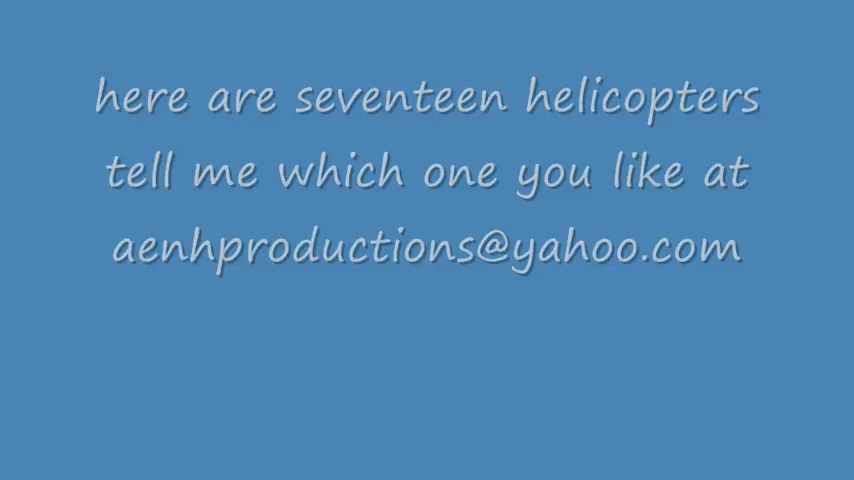 here are seventeen helicopters
tell me which one you like at
aenhproductions@yahoo.com